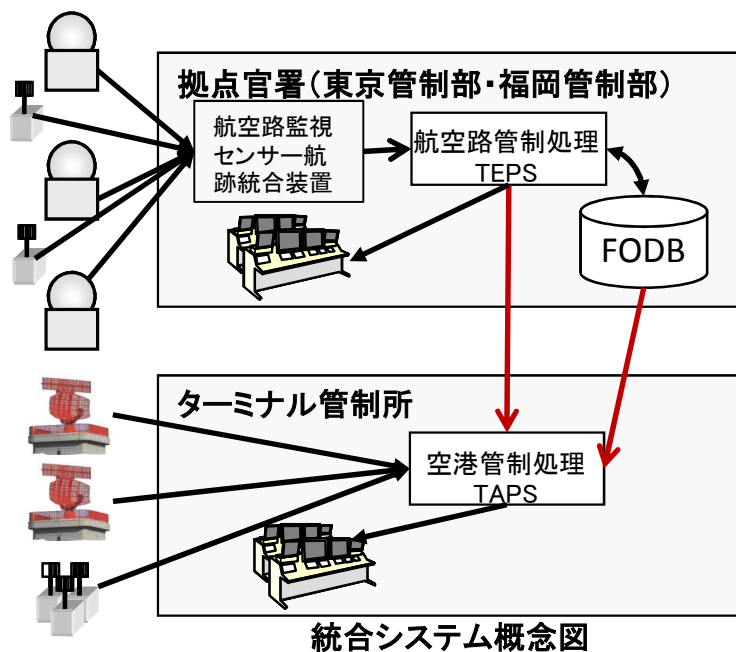 拠点官署(東京管制部・福岡管制部)
航空路監視
センサー航
跡統合装置
航空路管制処理
TEPS
FODB
ターミナル管制所
空港管制処理
TAPS
統合システム概念図